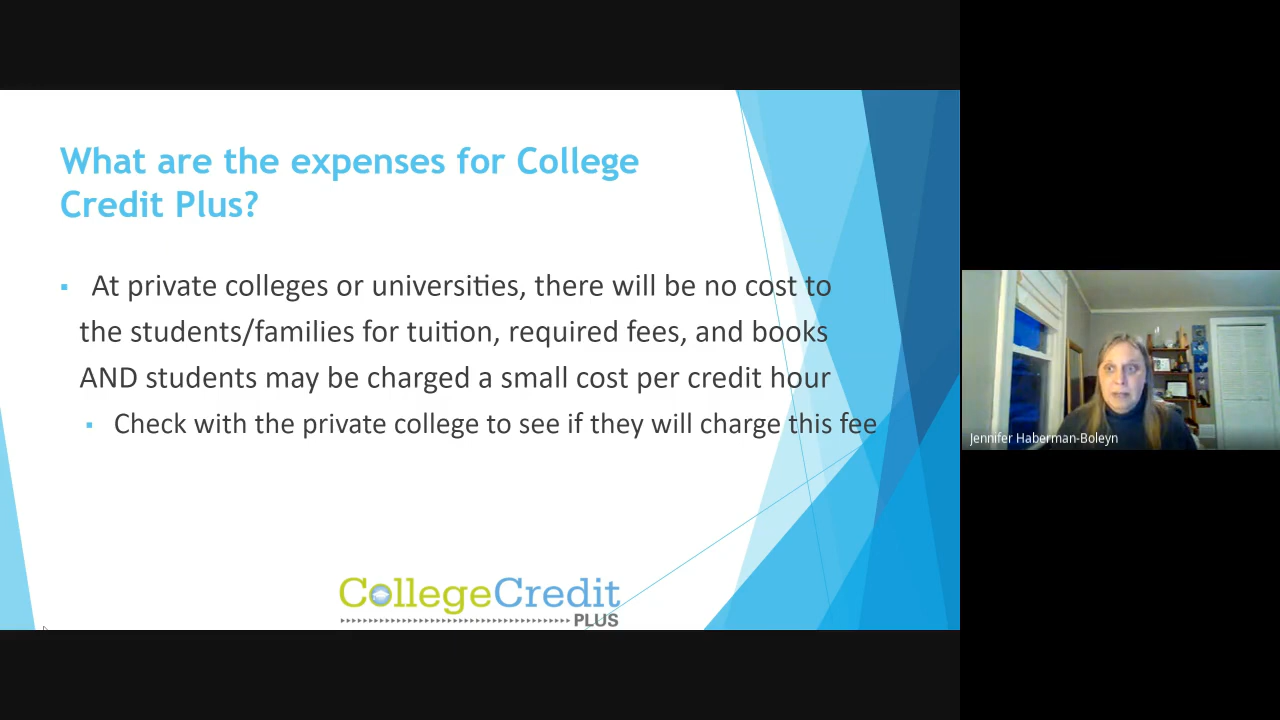 What are the expenses for College
Credit Plus?
At private colleges or universities, there will be no cost to
the students/families for tuition, required fees, and books
AND students may be charged a small cost per credit hour
Check with the private college to see if they will charge this fee
CollegeCredit
PLUS
Jennifer Haberman-Boleyn